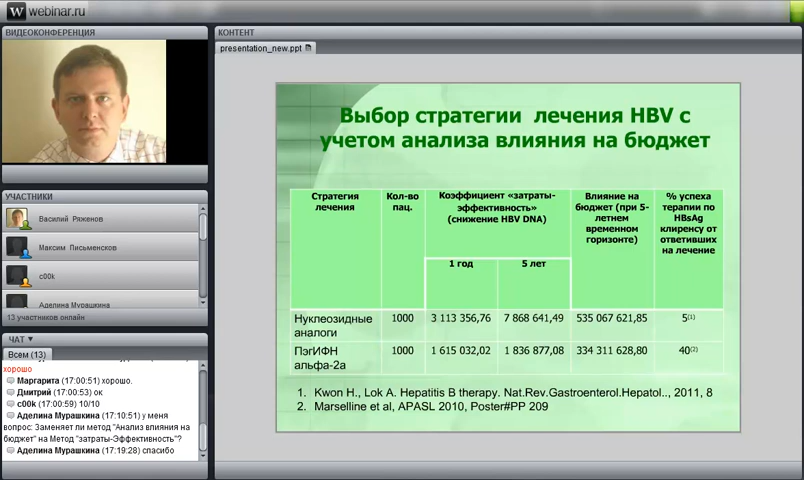 webinar.ru
ВИДЕОКОНФЕРЕНЦИЯ
УЧАСТНИКИ
Василий Ряженов
Максим Письменсков
c00k
Аделина Мурашкина
13 участников онлайн
ЧАТ
Всем (13)
хорошо
Маргарита (17:00:51) хорошо.
Дмитрий (17:00:53) ок
c00k (17:00:59) 10/10
Аделина Мурашкина (17:10:51) у меня
вопрос: Заменяет ли метод "Анализ влияния на
бюджет" на Метод "затраты-Эффективность"?
Аделина Мурашкина (17:19:28) спасибо
КОНТЕНТ
presentation_new.ppt
Выбор стратегии лечения HBV с
учетом анализа влияния на бюджет
Стратегия
лечения
Кол-во
пац.
Коэффициент «затраты-
эффективность»
(снижение HBV DNA)
1 год
5 лет
Влияние на
бюджет (при 5-
летнем
временном
горизонте)
% успеха
терапии по
HBsAg
клиренсу от
ответивших
на лечение
Нуклеозидные
аналоги
1000
3 113 356,76
7 868 641,49
535 067 621,85
5(1)
ПэгИФН
альфа-2a
1000
1 615 032,02
1 836 877,08
334 311 628,80
40(2)
1. Kwon H., Lok A. Hepatitis B therapy. Nat.Rev.Gastroenterol.Hepatol.., 2011, 8
2. Marselline et al, APASL 2010, Poster#PP 209